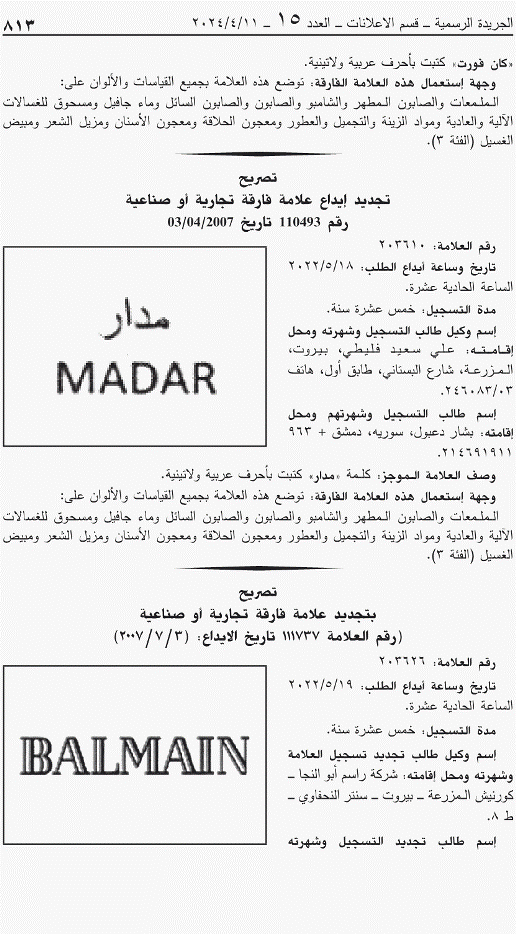 الجريدة الرسمية ــ قسم الاعلانات ــ العدد ١٥ ــ ٢٠٢٤/٤/١١
٨١٣
«كان فورت» كتبت بأحرف عربية ولاتينية.
وجهة إستعمال هذه العلامة الفارقة: توضع هذه العلامة بجميع القياسات والألوان على:
الملمعات والصابون المطهر والشامبو والصابون والصابون السائل وماء جافيل ومسحوق للغسالات
الآلية والعادية ومواد الزينة والتجميل والعطور ومعجون الحلاقة ومعجون الأسنان ومزيل الشعر ومبيض
الغسيل (الفئة ٣).
تصريح
تجديد إيداع علامة فارقة تجارية أو صناعية
رقم 110493 تاريخ 03/04/2007
رقم العلامة: ٢٠٣٦١٠
تاريخ وساعة أيداع الطلب: ٢٠٢٢/٥/١٨
الساعة الحادية عشرة.
مدة التسجيل: خمس عشرة سنة.
إسم وكيل طالب التسجيل وشهرته ومحل
إقامته: علي سعيد فليطي، بيروت،
المزرعة، شارع البستاني، طابق أول، هاتف
٢٤٦٠٨٣/٠٣.
إسم طالب التسجيل وشهرتهم ومحل
إقامته: بشار دعبول، سوريه، دمشق + ٩٦٣
٢١٤٦٩١٩١١.
مدار
MADAR
وصف العلامة الموجز: كلمة «مدار» كتبت بأحرف عربية ولاتينية.
وجهة إستعمال هذه العلامة الفارقة: توضع هذه العلامة بجميع القياسات والألوان على:
الملمعات والصابون المطهر والشامبو والصابون والصابون السائل وماء جافيل ومسحوق للغسالات
الآلية والعادية ومواد الزينة والتجميل والعطور ومعجون الحلاقة ومعجون الأسنان ومزيل الشعر ومبيض
الغسيل (الفئة ٣).
تصريح
بتجديد علامة فارقة تجارية أو صناعية
(رقم العلامة ١١١٧٣٧ تاريخ الايداع: ٢٠٠٧/٧/٣)
رقم العلامة: ٢٠٣٦٢٦
تاريخ وساعة أيداع الطلب: ٢٠٢٢/٥/١٩
الساعة الحادية عشرة.
مدة التسجيل: خمس عشرة سنة.
إسم وكيل طالب تجديد تسجيل العلامة
وشهرته ومحل إقامته: شركة راسم أبو النجا ــ
كورنيش المزرعة ــ بيروت ــ سنتر النحفاوي ــ
ط ٨.
إسم طالب تجديد التسجيل وشهرته
BALMAIN